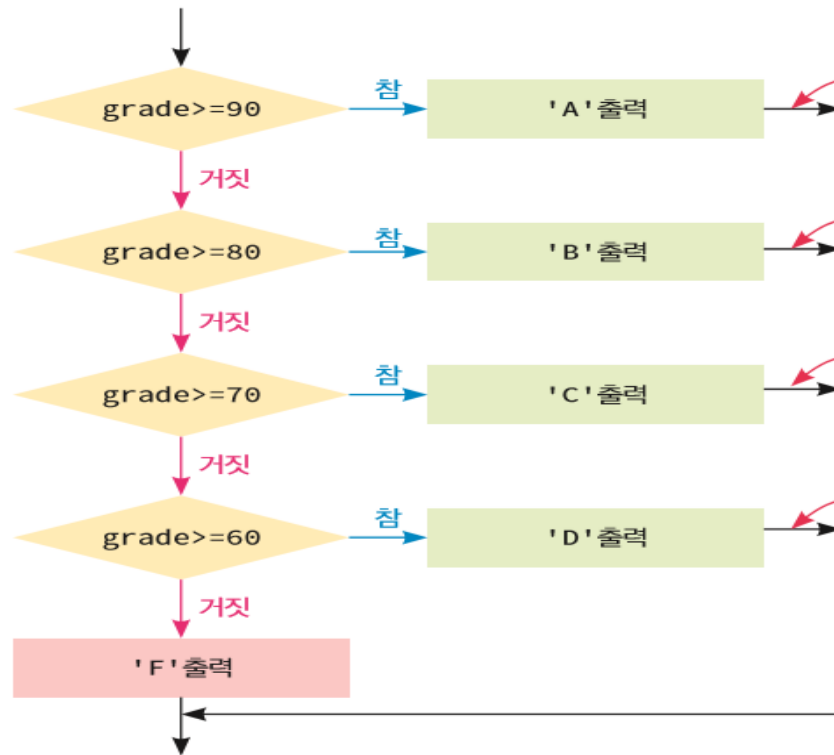 grade>=90
참
'A'출력
거짓
grade>=80
참
'B'출력
거짓
grade>=70
참
'C'출력
거짓
grade>=60
참
'D'출력
거짓
'F'출력